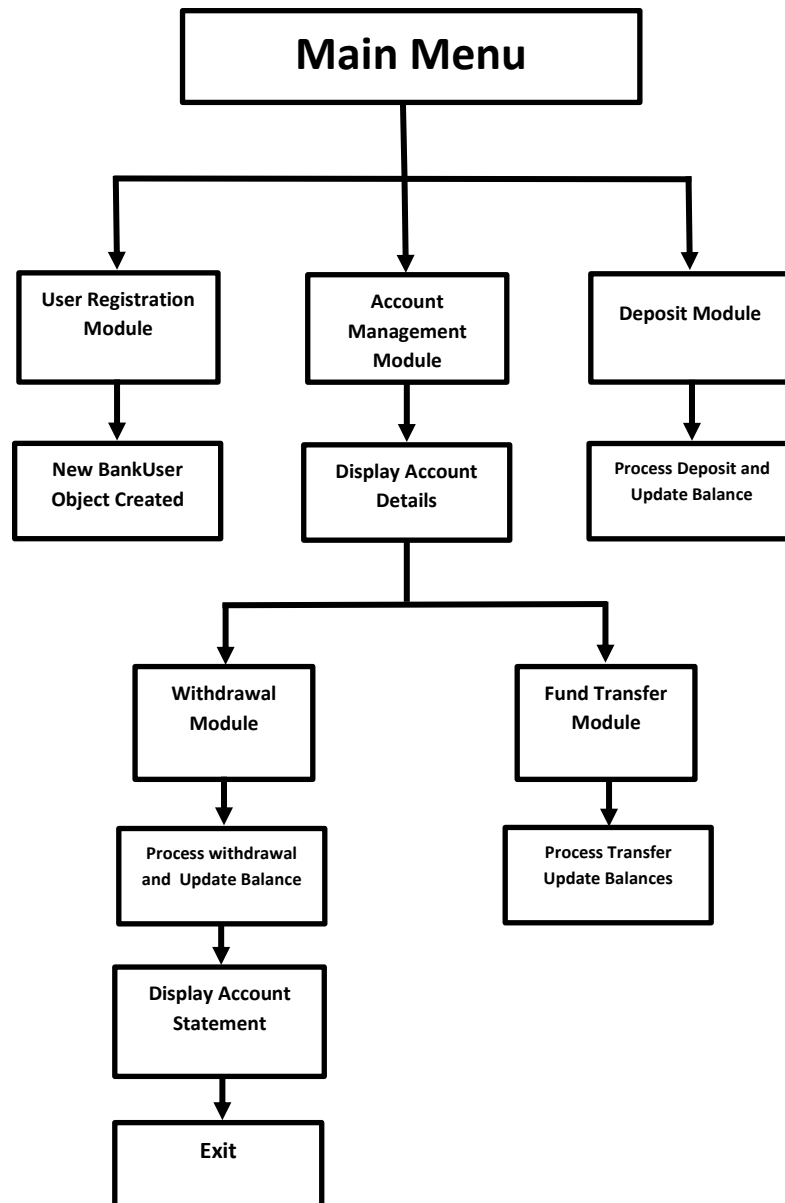 Main Menu
User Registration
Module
Account
Management
Module
Deposit Module
New BankUser
Object Created
Display Account
Details
Process Deposit and
Update Balance
Withdrawal
Module
Fund Transfer
Module
Process withdrawal
and Update Balance
Process Transfer
Update Balances
Display Account
Statement
Exit